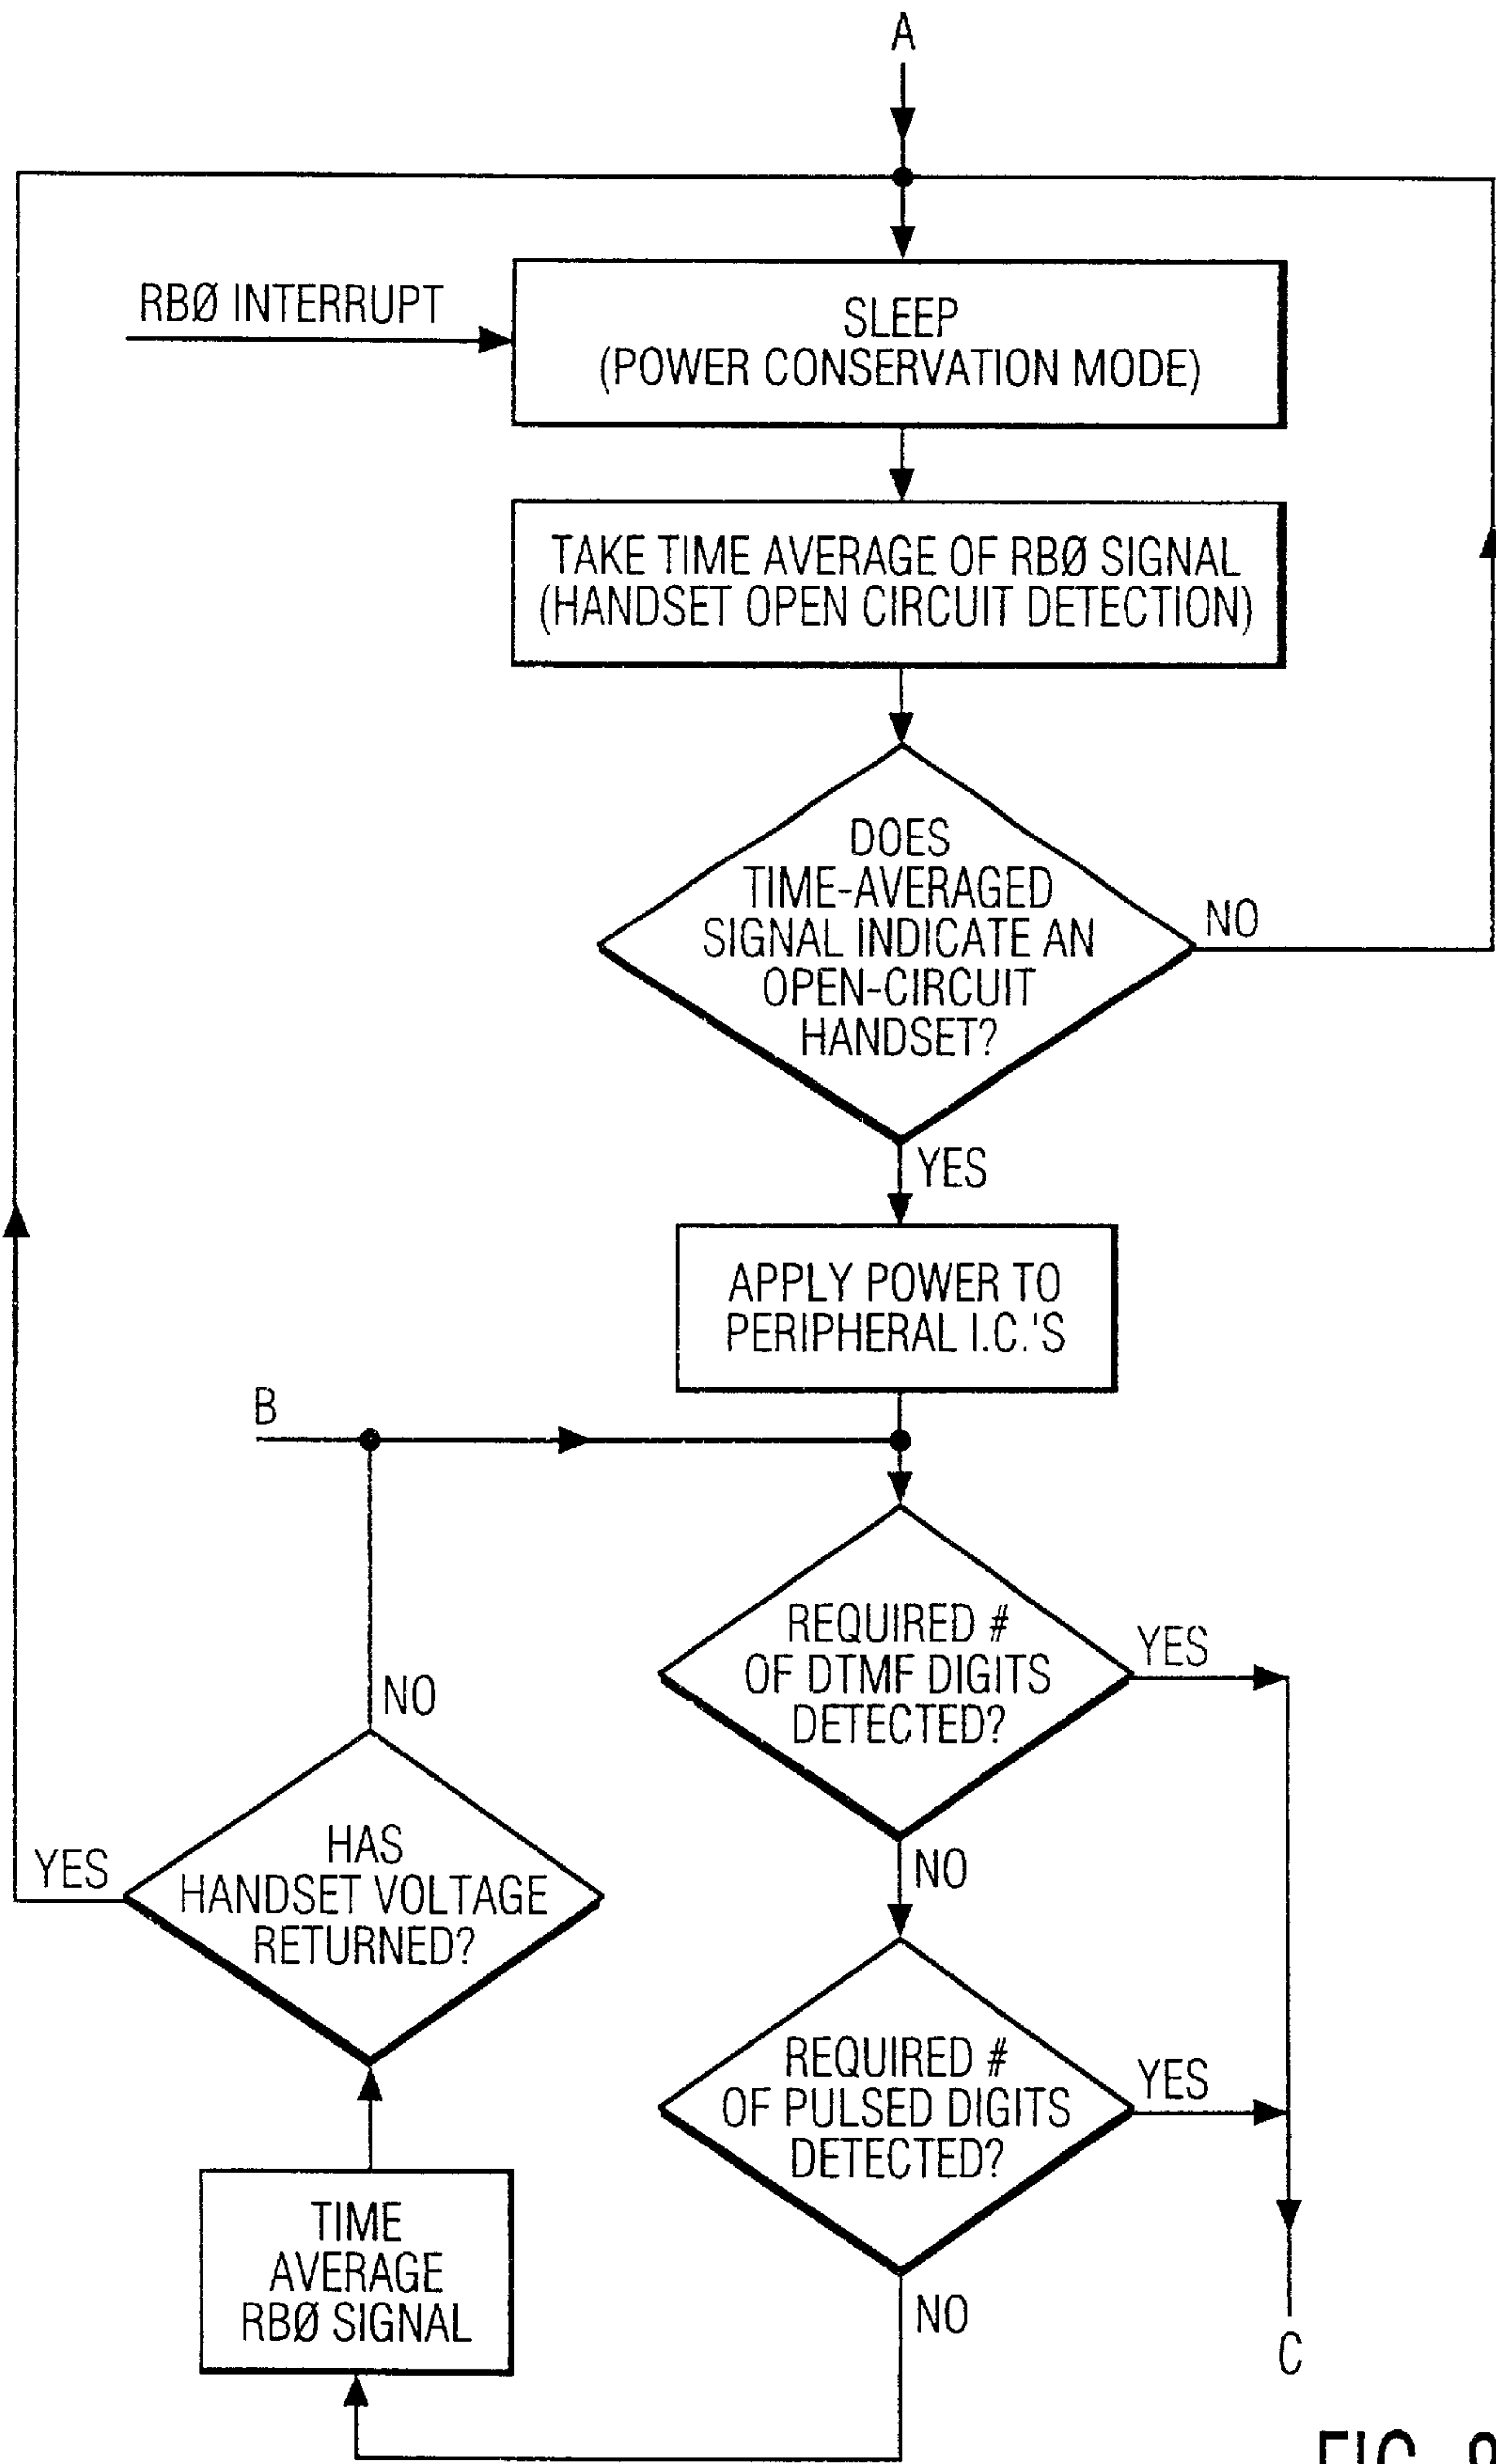 A
RBØ INTERRUPT
SLEEP
(POWER CONSERVATION MODE)
TAKE TIME AVERAGE OF RBØ SIGNAL
(HANDSET OPEN CIRCUIT DETECTION)
DOES
TIME-AVERAGED
SIGNAL INDICATE AN
OPEN-CIRCUIT
HANDSET?
NO
YES
APPLY POWER TO
PERIPHERAL I.C.'S
B
REQUIRED #
OF DTMF DIGITS
DETECTED?
YES
NO
NO
HAS
HANDSET VOLTAGE
RETURNED?
YES
REQUIRED #
OF PULSED DIGITS
DETECTED?
YES
NO
TIME
AVERAGE
RBØ SIGNAL
C
FIG. 8